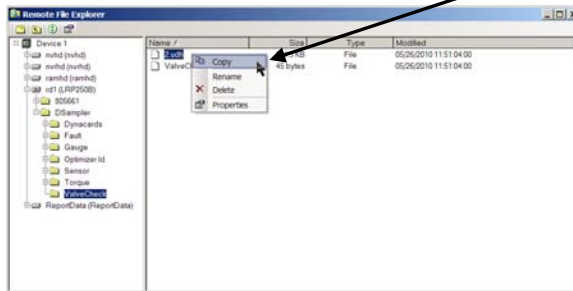 Remote File Explorer
Device 1
nvhd (nvhd)
nvrhd (nvrhd)
ramhd (ramhd)
rd1 (LRP250B)
805661
DSampler
Dynacards
Fault
Gauge
Optimizer Id
Sensor
Torque
ValveCheck
ReportData (ReportData)
Name / Size Type Modified
KB File 05/26/2010 11:51:04:00
45 bytes File 05/26/2010 11:51:04:00
Copy
Rename
Delete
Properties